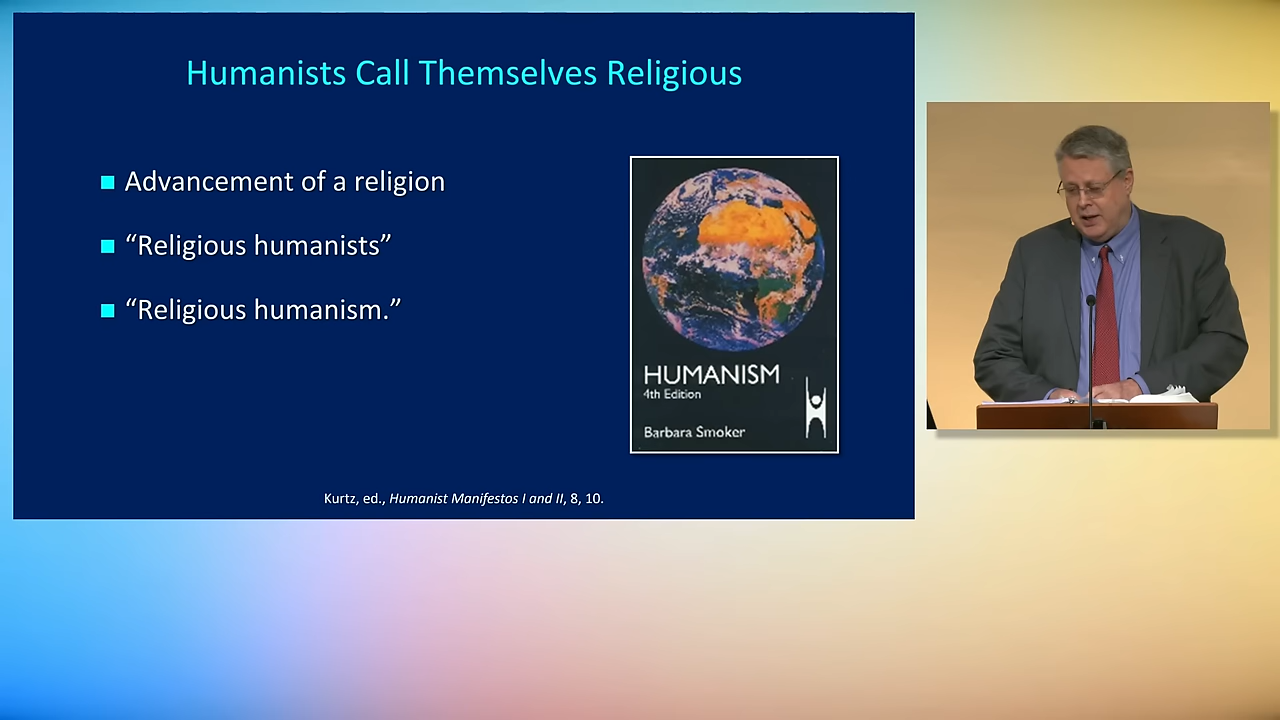 Humanists Call Themselves Religious
Advancement of a religion
“Religious humanists”
“Religious humanism.”
HUMANISM
4th Edition
Barbara Smoker
Kurtz, ed., Humanist Manifestos I and II, 8, 10.